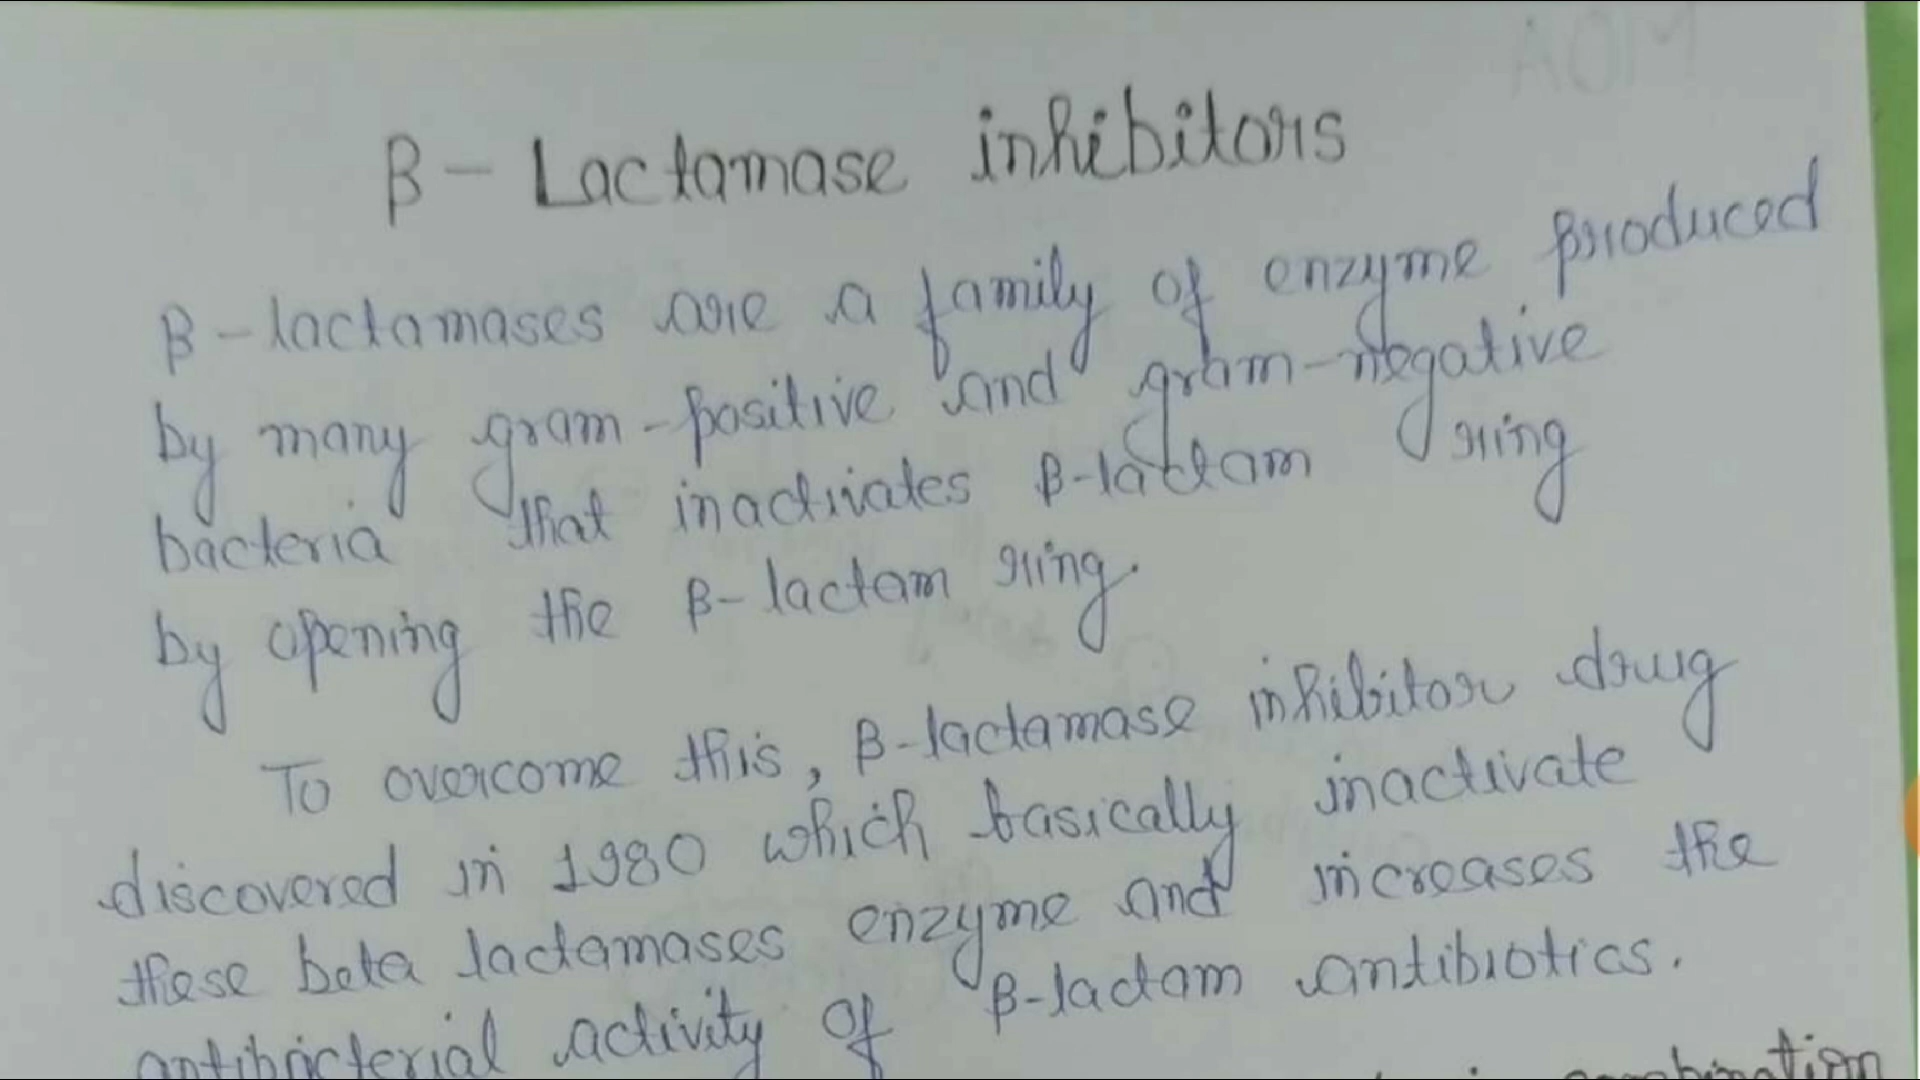 β - Lactamase inhibitors
β - lactamases are a family of enzyme produced
by many gram-positive and gram-negative
bacteria that inactivates β-lactam ring
by opening the β-lactam ring.
To overcome this, β-lactamase inhibitor drug
discovered in 1980 which basically inactivate
these beta lactamases enzyme and increases the
antibacterial activity of β-lactam antibiotics.
combination